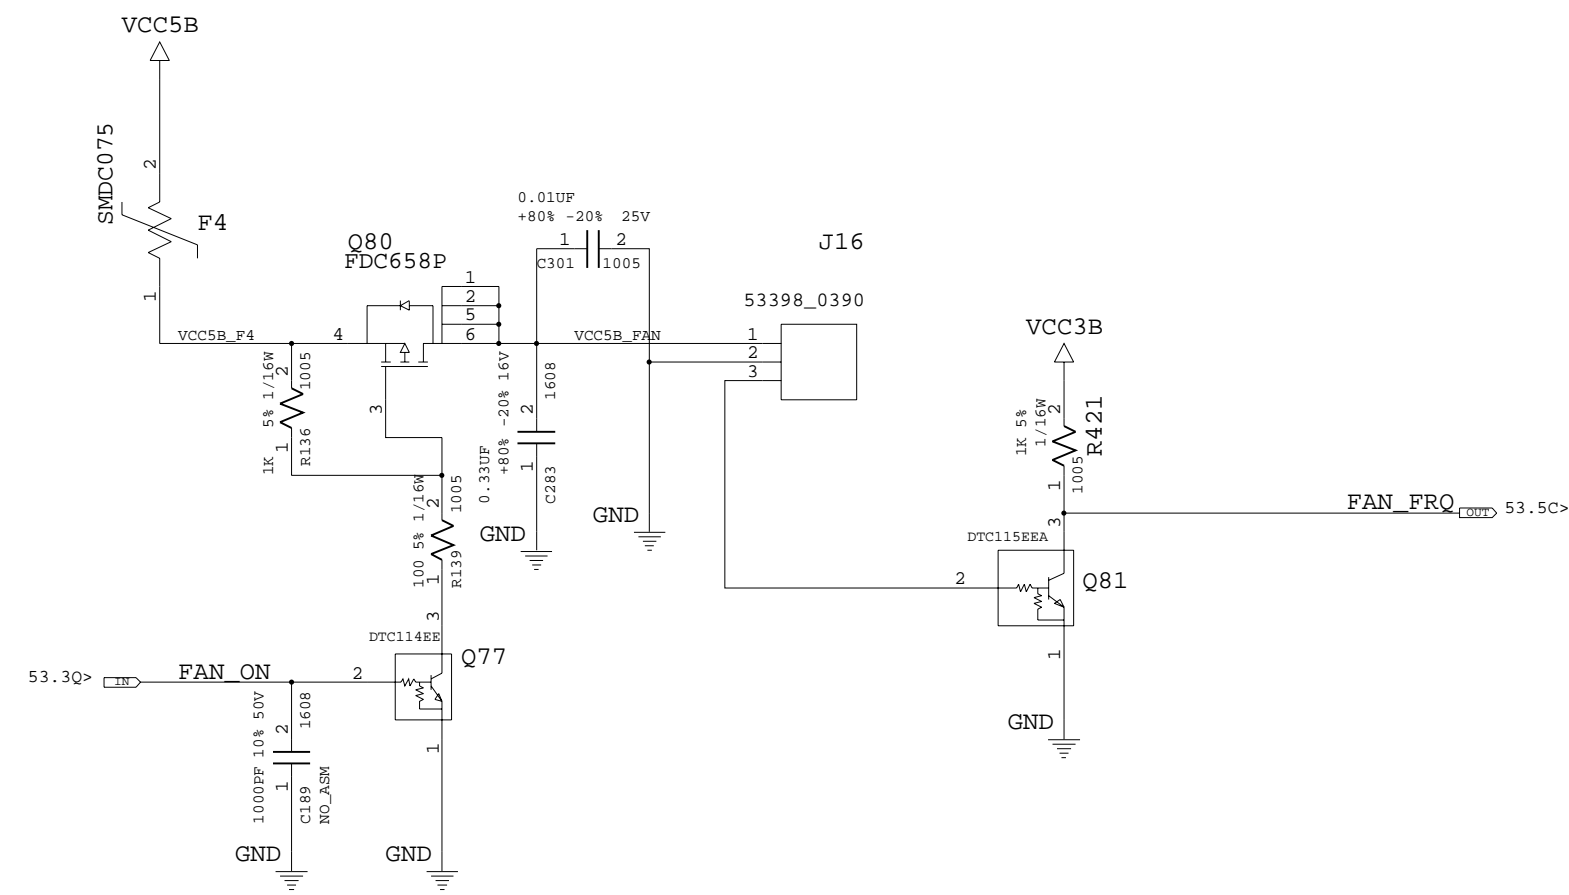 VCC5B
SMDC075
2
F4
1
VCC5B_F4
Q80
FDC658P
4
1
2
5
6
3
0.01UF
+80% -20% 25V
1 2
C301 1005
VCC5B_FAN
J16
53398_0390
1
2
3
1K 5% 1/16W
2
1
1005
R136
100 5% 1/16W
2
1
1005
R139
0.33UF
+80% -20% 16V
2
1
1608
C283
GND
GND
VCC3B
1K 5%
1/16W
2
1
R421
1005
FAN_FRQ OUT 53.5C>
3
DTC115EEA
2
Q81
1
GND
3
DTC114EE
Q77
53.3Q> IN FAN_ON 2
1
1000PF 10% 50V
2
1
1608
C189
NO_ASM
GND
GND